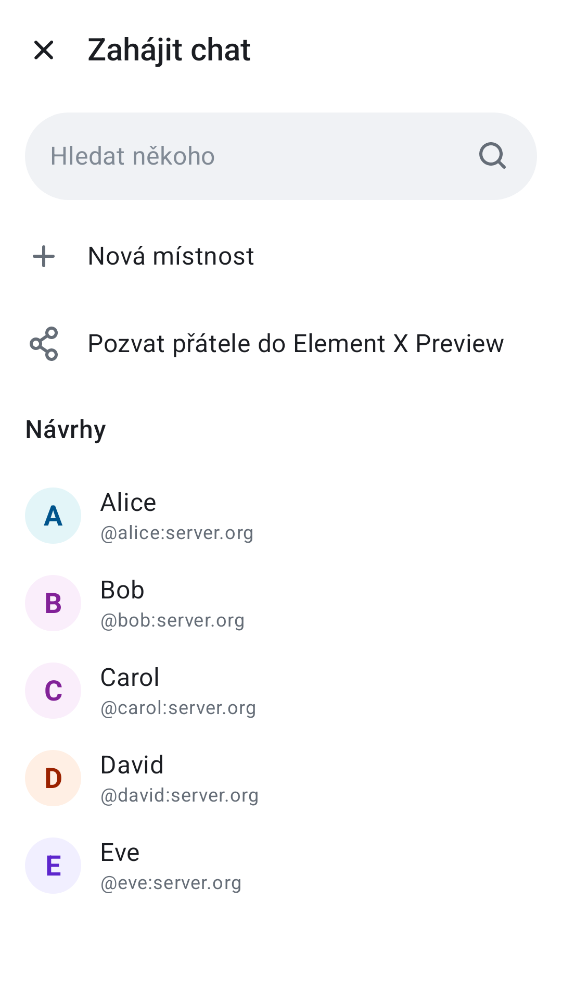 Zahájit chat
Hledat někoho
Nová místnost
Pozvat přátele do Element X Preview
Návrhy
A
Alice
@alice:server.org
B
Bob
@bob:server.org
C
Carol
@carol:server.org
D
David
@david:server.org
E
Eve
@eve:server.org